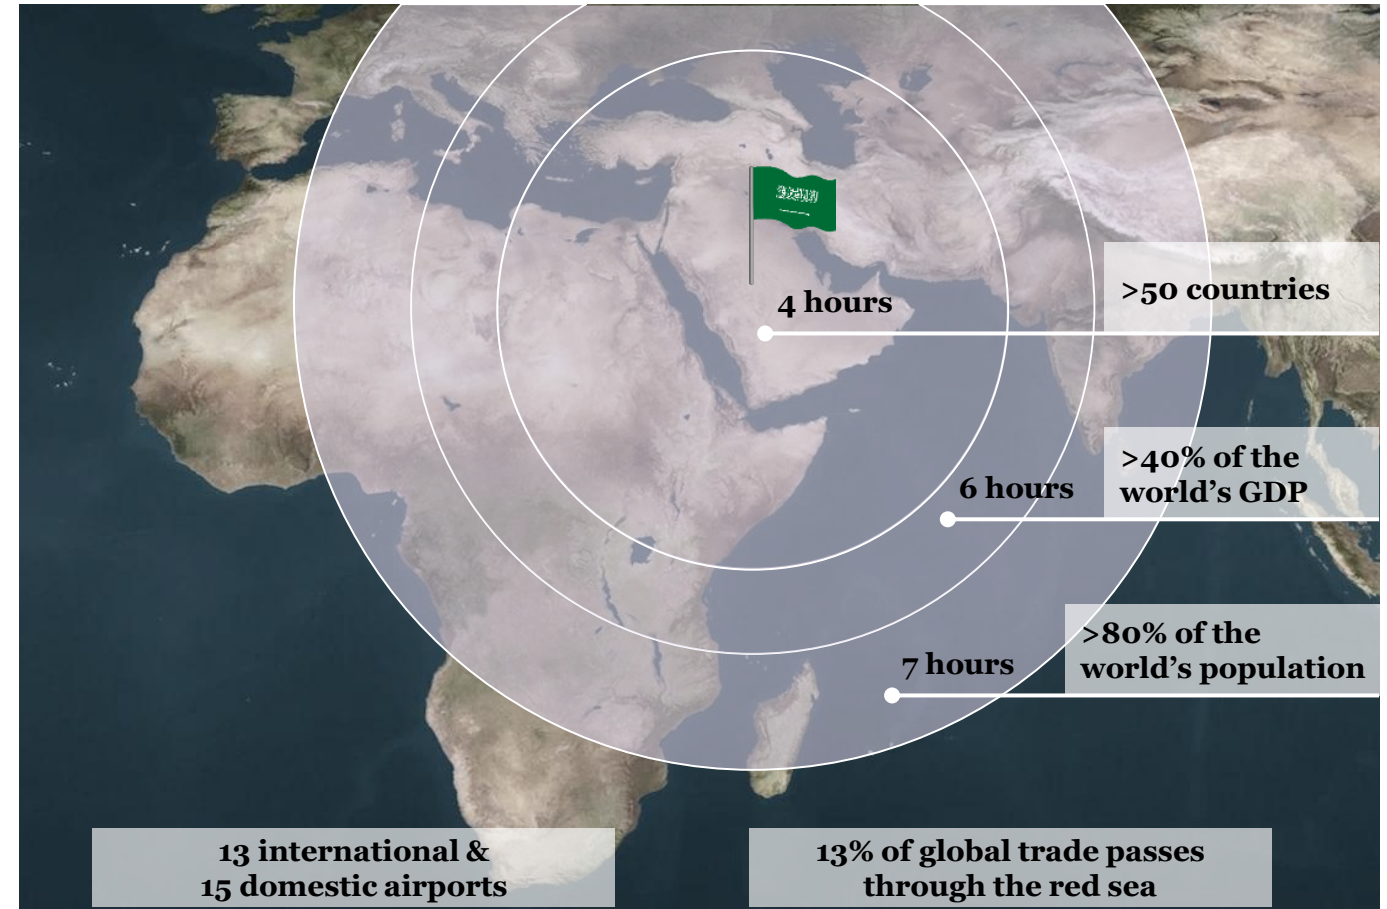 4 hours
>50 countries
6 hours
>40% of the
world's GDP
7 hours
>80% of the
world's population
13 international &
15 domestic airports
13% of global trade passes
through the red sea